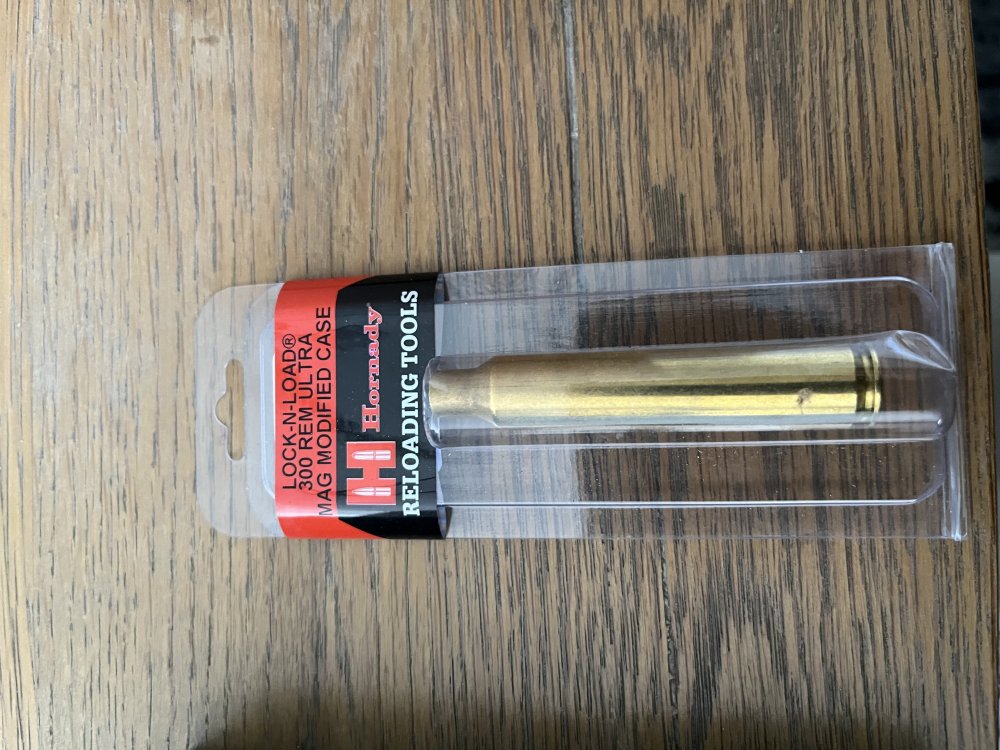 LOCK-N-LOAD®
300 REM ULTRA
MAG MODIFIED CASE
H Hornady
RELOADING TOOLS